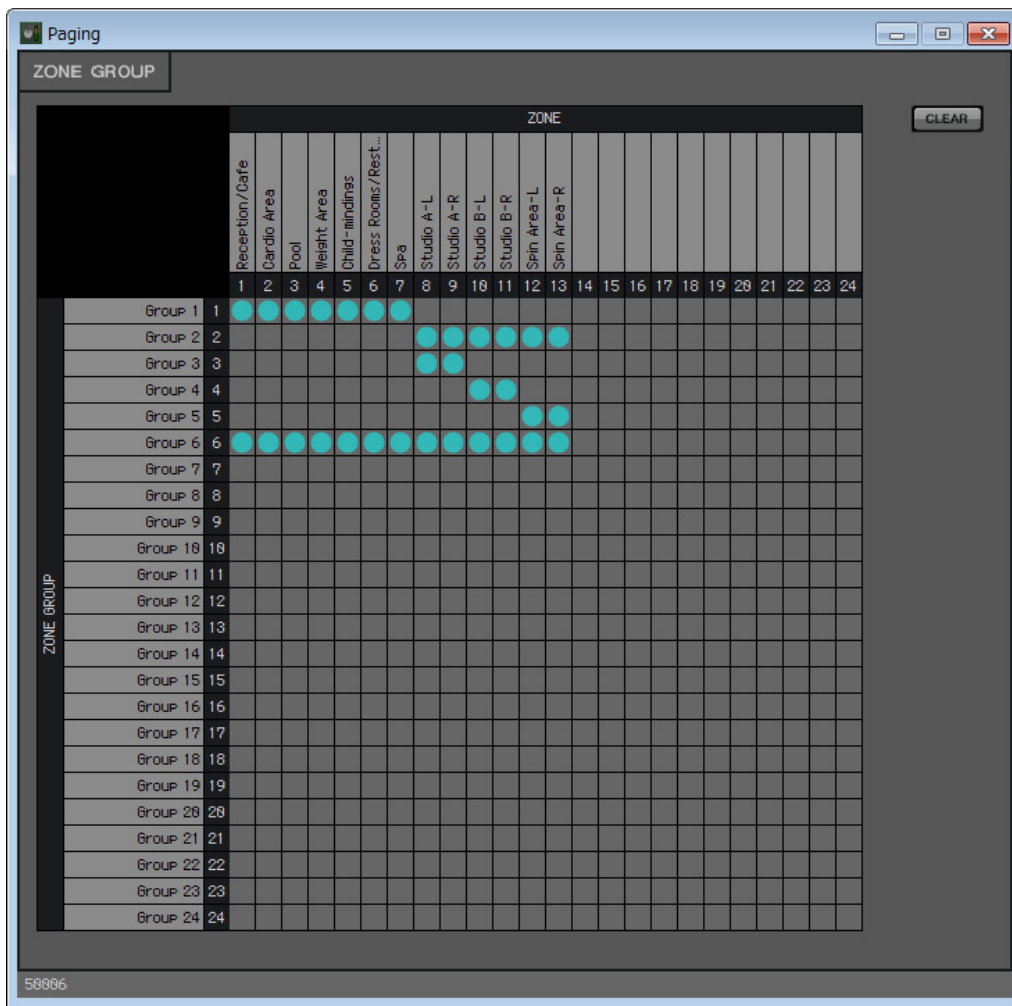 Paging
ZONE GROUP
ZONE
CLEAR
Reception/Cafe
Cardio Area
Pool
Weight Area
Child-mindings
Dress Rooms/Rest...
Spa
Studio A-L
Studio A-R
Studio B-L
Studio B-R
Spin Area-L
Spin Area-R
1 2 3 4 5 6 7 8 9 10 11 12 13 14 15 16 17 18 19 20 21 22 23 24
ZONE GROUP
Group 1 1
Group 2 2
Group 3 3
Group 4 4
Group 5 5
Group 6 6
Group 7 7
Group 8 8
Group 9 9
Group 10 10
Group 11 11
Group 12 12
Group 13 13
Group 14 14
Group 15 15
Group 16 16
Group 17 17
Group 18 18
Group 19 19
Group 20 20
Group 21 21
Group 22 22
Group 23 23
Group 24 24
50006